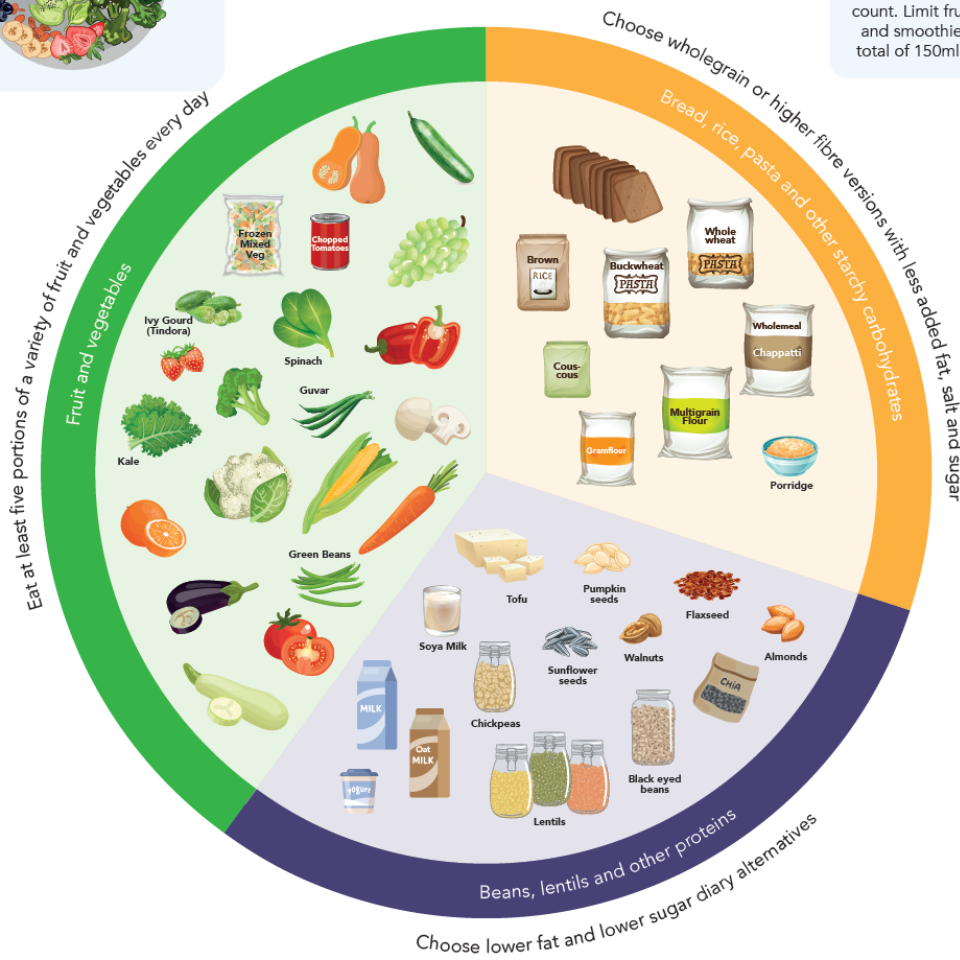 count. Limit fru
and smoothie
total of 150ml
Choose wholegrain or higher fibre versions with less added fat, salt and sugar
Bread, rice, pasta and other starchy carbohydrates
Eat at least five portions of a variety of fruit and vegetables every day
Fruit and vegetables
Frozen
Mixed
Veg
Chopped
Tomatoes
Ivy Gourd
(Tindora)
Spinach
Guvar
Kale
Green Beans
Brown
RICE
Buckwheat
PASTA
Whole
wheat
PASTA
Wholemeal
Chappatti
Cous-
cous
Multigrain
Flour
Gramflour
Porridge
Tofu
Pumpkin
seeds
Flaxseed
Soya Milk
Sunflower
seeds
Walnuts
Almonds
CHIA
MILK
Chickpeas
Oat
MILK
Yogurt
Black eyed
beans
Lentils
Beans, lentils and other proteins
Choose lower fat and lower sugar diary alternatives